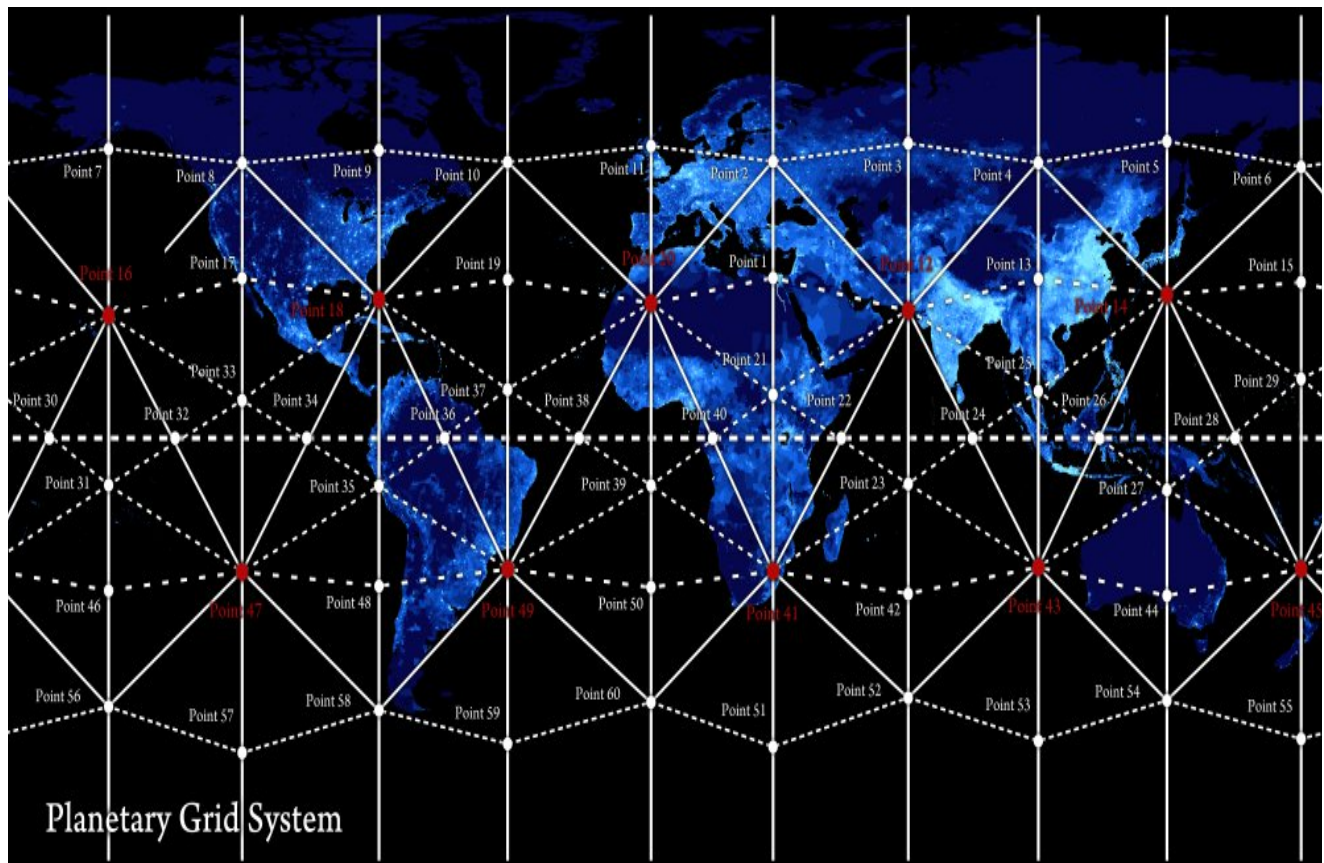 Point 7
Point 8
Point 9
Point 10
Point 11
Point 2
Point 3
Point 4
Point 5
Point 6
Point 16
Point 17
Point 18
Point 19
Point 20
Point 1
Point 12
Point 13
Point 14
Point 15
Point 33
Point 37
Point 21
Point 25
Point 29
Point 30
Point 32
Point 34
Point 36
Point 38
Point 40
Point 22
Point 24
Point 26
Point 28
Point 31
Point 35
Point 39
Point 23
Point 27
Point 46
Point 47
Point 48
Point 49
Point 50
Point 41
Point 42
Point 43
Point 44
Point 45
Point 56
Point 57
Point 58
Point 59
Point 60
Point 51
Point 52
Point 53
Point 54
Point 55
Planetary Grid System